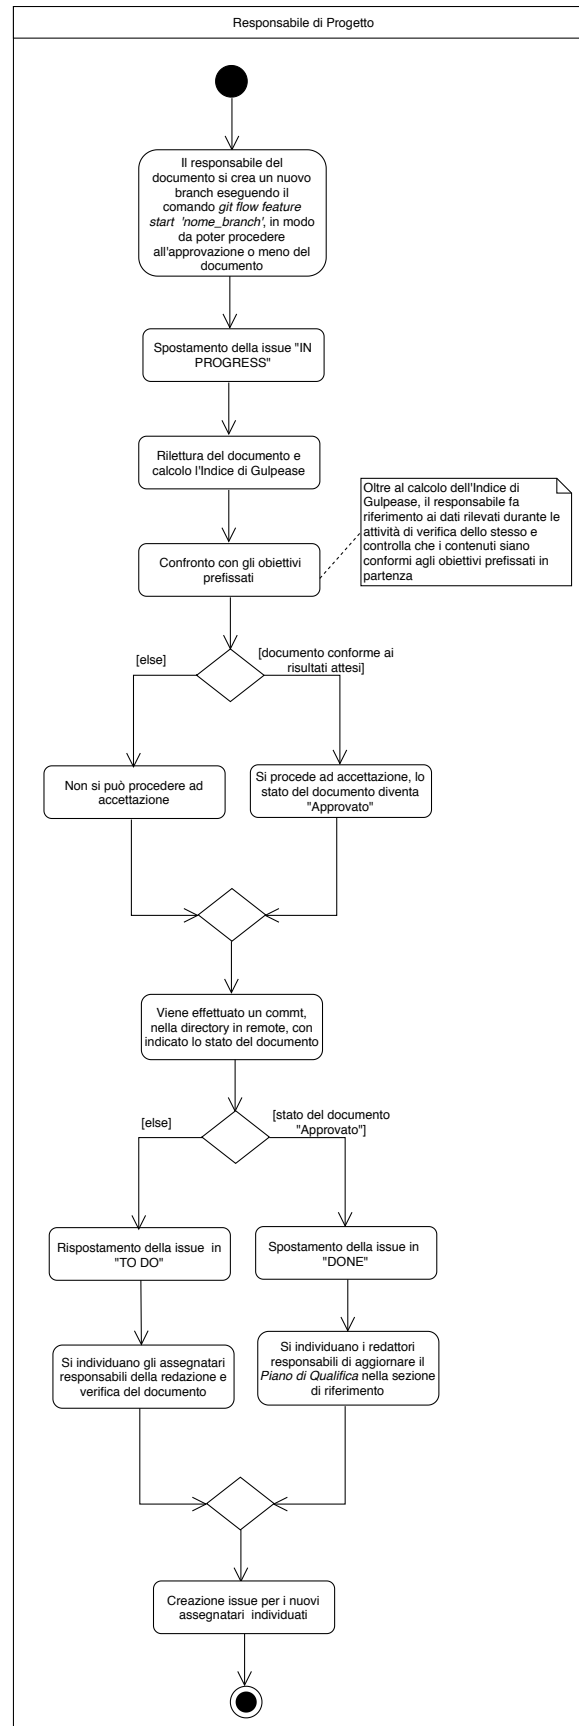 Responsabile di Progetto
Il responsabile del
documento si crea un nuovo
branch eseguendo il
comando git flow feature
start 'nome_branch', in modo
da poter procedere
all'approvazione o meno del
documento
Spostamento della issue "IN
PROGRESS"
Rilettura del documento e
calcolo l'Indice di Gulpease
Oltre al calcolo dell'Indice di
Gulpease, il responsabile fa
riferimento ai dati rilevati durante le
attività di verifica dello stesso e
controlla che i contenuti siano
conformi agli obiettivi prefissati in
partenza
Confronto con gli obiettivi
prefissati
[else]
[documento conforme ai
risultati attesi]
Non si può procedere ad
accettazione
Si procede ad accettazione, lo
stato del documento diventa
"Approvato"
Viene effettuato un commt,
nella directory in remote, con
indicato lo stato del documento
[else]
[stato del documento
"Approvato"]
Rispostamento della issue  in
"TO DO"
Spostamento della issue in
"DONE"
Si individuano gli assegnatari
responsabili della redazione e
verifica del documento
Si individuano i redattori
responsabili di aggiornare il
Piano di Qualifica nella sezione
di riferimento
Creazione issue per i nuovi
assegnatari  individuati